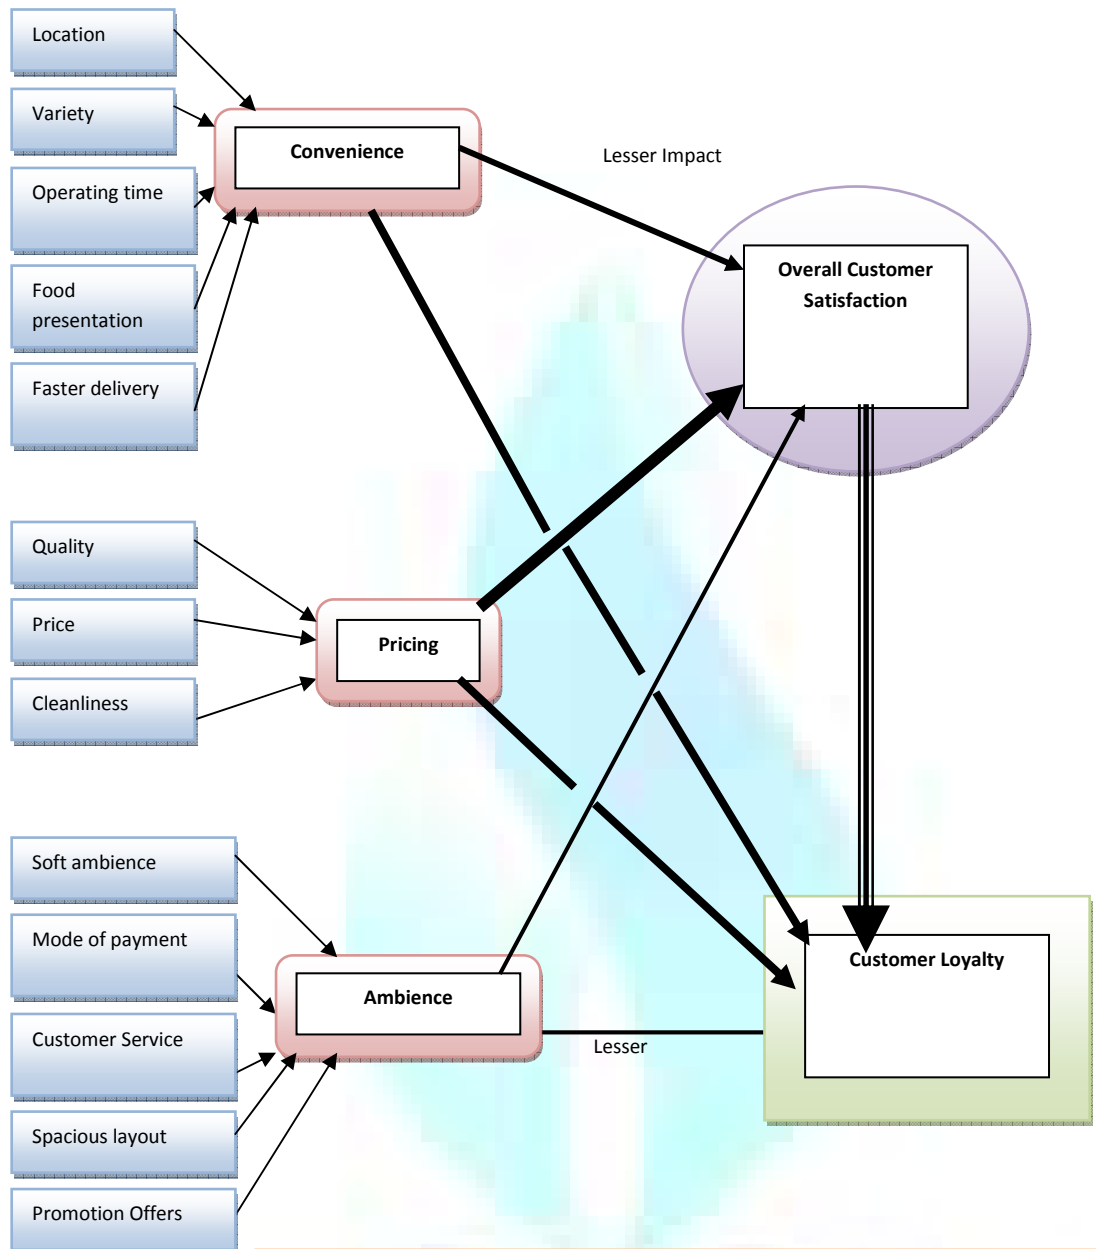 Location
Variety
Operating time
Food
presentation
Faster delivery
Convenience
Lesser Impact
Overall Customer
Satisfaction
Quality
Price
Cleanliness
Pricing
Soft ambience
Mode of payment
Customer Service
Spacious layout
Promotion Offers
Ambience
Lesser
Customer Loyalty